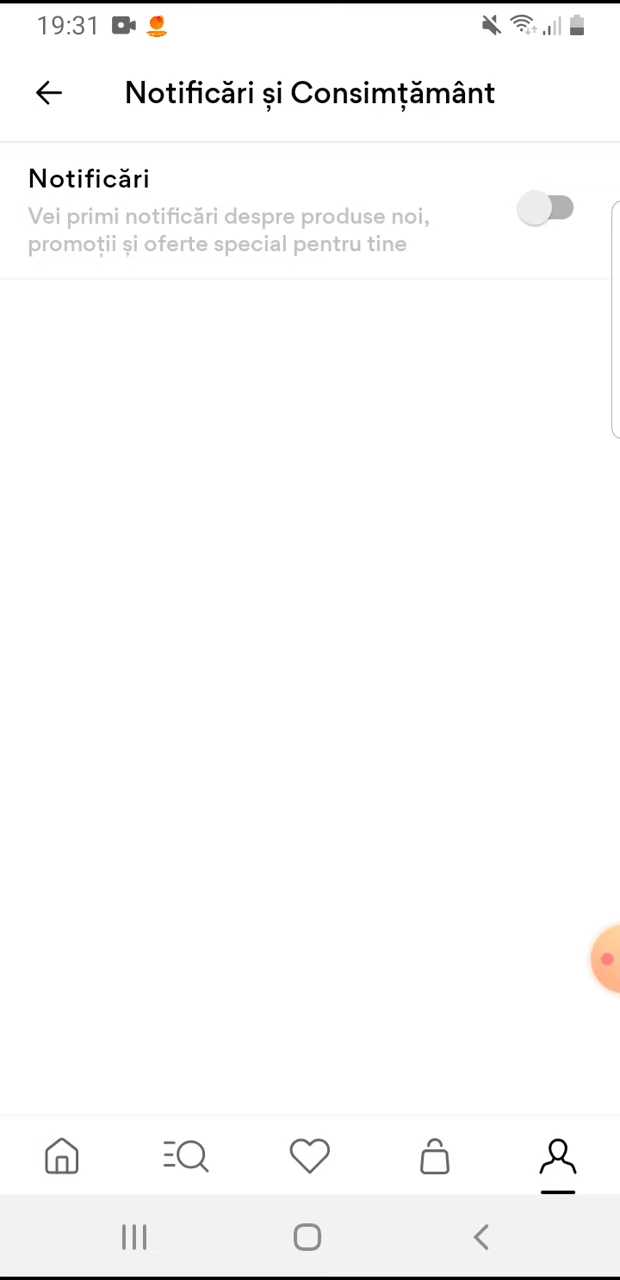 19:31
Notificări și Consimțământ
Notificări
Vei primi notificări despre produse noi,
promoții și oferte special pentru tine